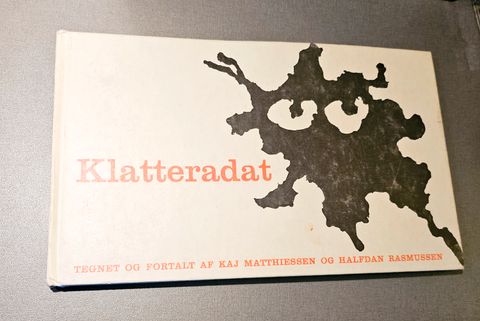 Klatteradat
TEGNET OG FORTALT AF KAJ MATTHIESSEN OG HALFDAN RASMUSSEN